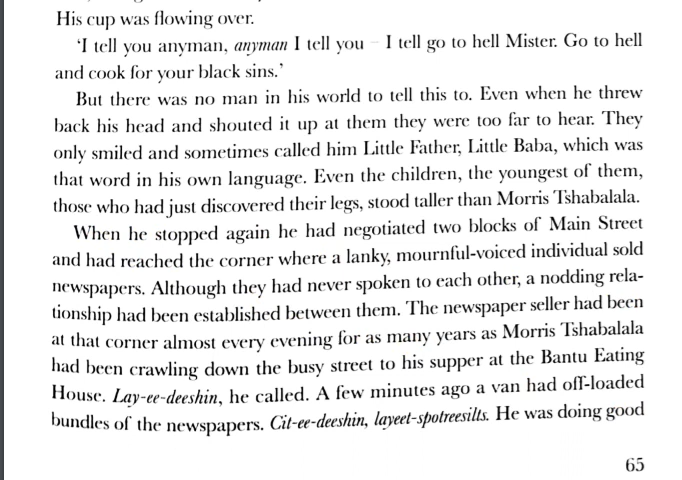 His cup was flowing over.
‘I tell you anyman, anyman I tell you – I tell go to hell Mister. Go to hell
and cook for your black sins.’
But there was no man in his world to tell this to. Even when he threw
back his head and shouted it up at them they were too far to hear. They
only smiled and sometimes called him Little Father, Little Baba, which was
that word in his own language. Even the children, the youngest of them,
those who had just discovered their legs, stood taller than Morris Tshabalala.
When he stopped again he had negotiated two blocks of Main Street
and had reached the corner where a lanky, mournful-voiced individual sold
newspapers. Although they had never spoken to each other, a nodding rela-
tionship had been established between them. The newspaper seller had been
at that corner almost every evening for as many years as Morris Tshabalala
had been crawling down the busy street to his supper at the Bantu Eating
House. Lay-ee-deeshin, he called. A few minutes ago a van had off-loaded
bundles of the newspapers. Cit-ee-deeshin, layeet-spotreesilts. He was doing good
65